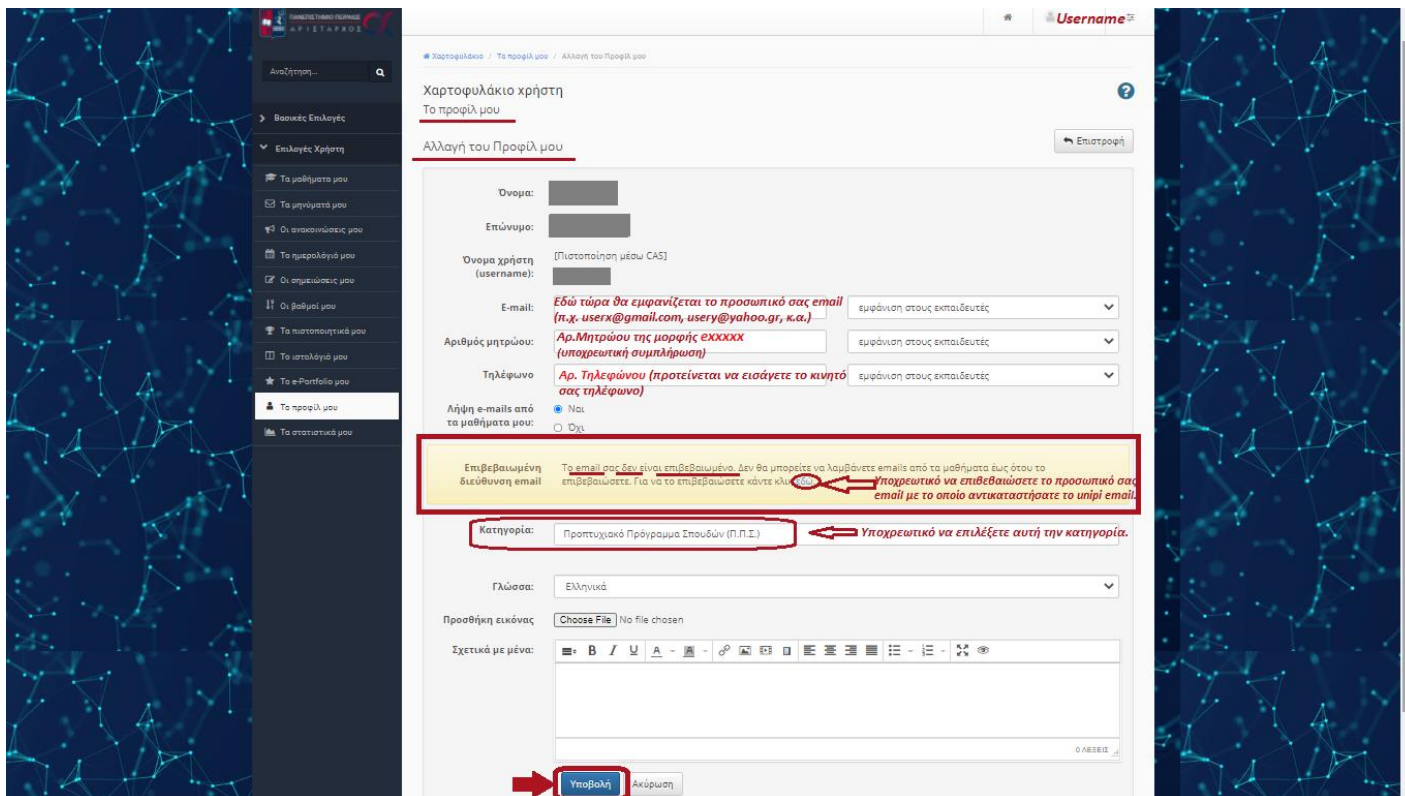 ΠΑΝΕΠΙΣΤΗΜΙΟ ΠΕΙΡΑΙΩΣ
ΑΡΙΣΤΑΡΧΟΣ
Username
Αναζήτηση...
Χαρτοφυλάκιο / Το προφίλ μου / Αλλαγή του Προφίλ μου
Χαρτοφυλάκιο χρήστη
Το προφίλ μου
Βασικές Επιλογές
Επιλογές Χρήστη
Αλλαγή του Προφίλ μου
Επιστροφή
Τα μαθήματα μου
Τα μηνύματά μου
Οι ανακοινώσεις μου
Το ημερολόγιό μου
Οι σημειώσεις μου
Οι βαθμοί μου
Τα πιστοποιητικά μου
Το ιστολόγιό μου
Το e-Portfolio μου
Το προφίλ μου
Τα στατιστικά μου
Όνομα:
Επώνυμο:
Όνομα χρήστη
(username):
[Πιστοποίηση μέσω CAS]
E-mail:
Εδώ τώρα θα εμφανίζεται το προσωπικό σας email
(π.χ. userx@gmail.com, usery@yahoo.gr, κ.α.)
εμφάνιση στους εκπαιδευτές
Αριθμός μητρώου:
Αρ.Μητρώου της μορφής eXXXXX
(υποχρεωτική συμπλήρωση)
εμφάνιση στους εκπαιδευτές
Τηλέφωνο
Αρ. Τηλεφώνου (προτείνεται να εισάγετε το κινητό
σας τηλέφωνο)
εμφάνιση στους εκπαιδευτές
Λήψη e-mails από
τα μαθήματα μου:
Ναι
Όχι
Επιβεβαιωμένη
διεύθυνση email
Το email σας δεν είναι επιβεβαιωμένο. Δεν θα μπορείτε να λαμβάνετε emails από τα μαθήματα έως ότου το
επιβεβαιώσετε. Για να το επιβεβαιώσετε κάντε κλικ εδώ
Υποχρεωτικό να επιβεβαιώσετε το προσωπικό σας
email με το οποίο αντικαταστήσατε το unipi email.
Κατηγορία:
Προπτυχιακό Πρόγραμμα Σπουδών (Π.Π.Σ.)
Υποχρεωτικό να επιλέξετε αυτή την κατηγορία.
Γλώσσα:
Ελληνικά
Προσθήκη εικόνας
Choose File No file chosen
Σχετικά με μένα:
B I U A A
0 ΛΕΞΕΙΣ
Υποβολή
Ακύρωση